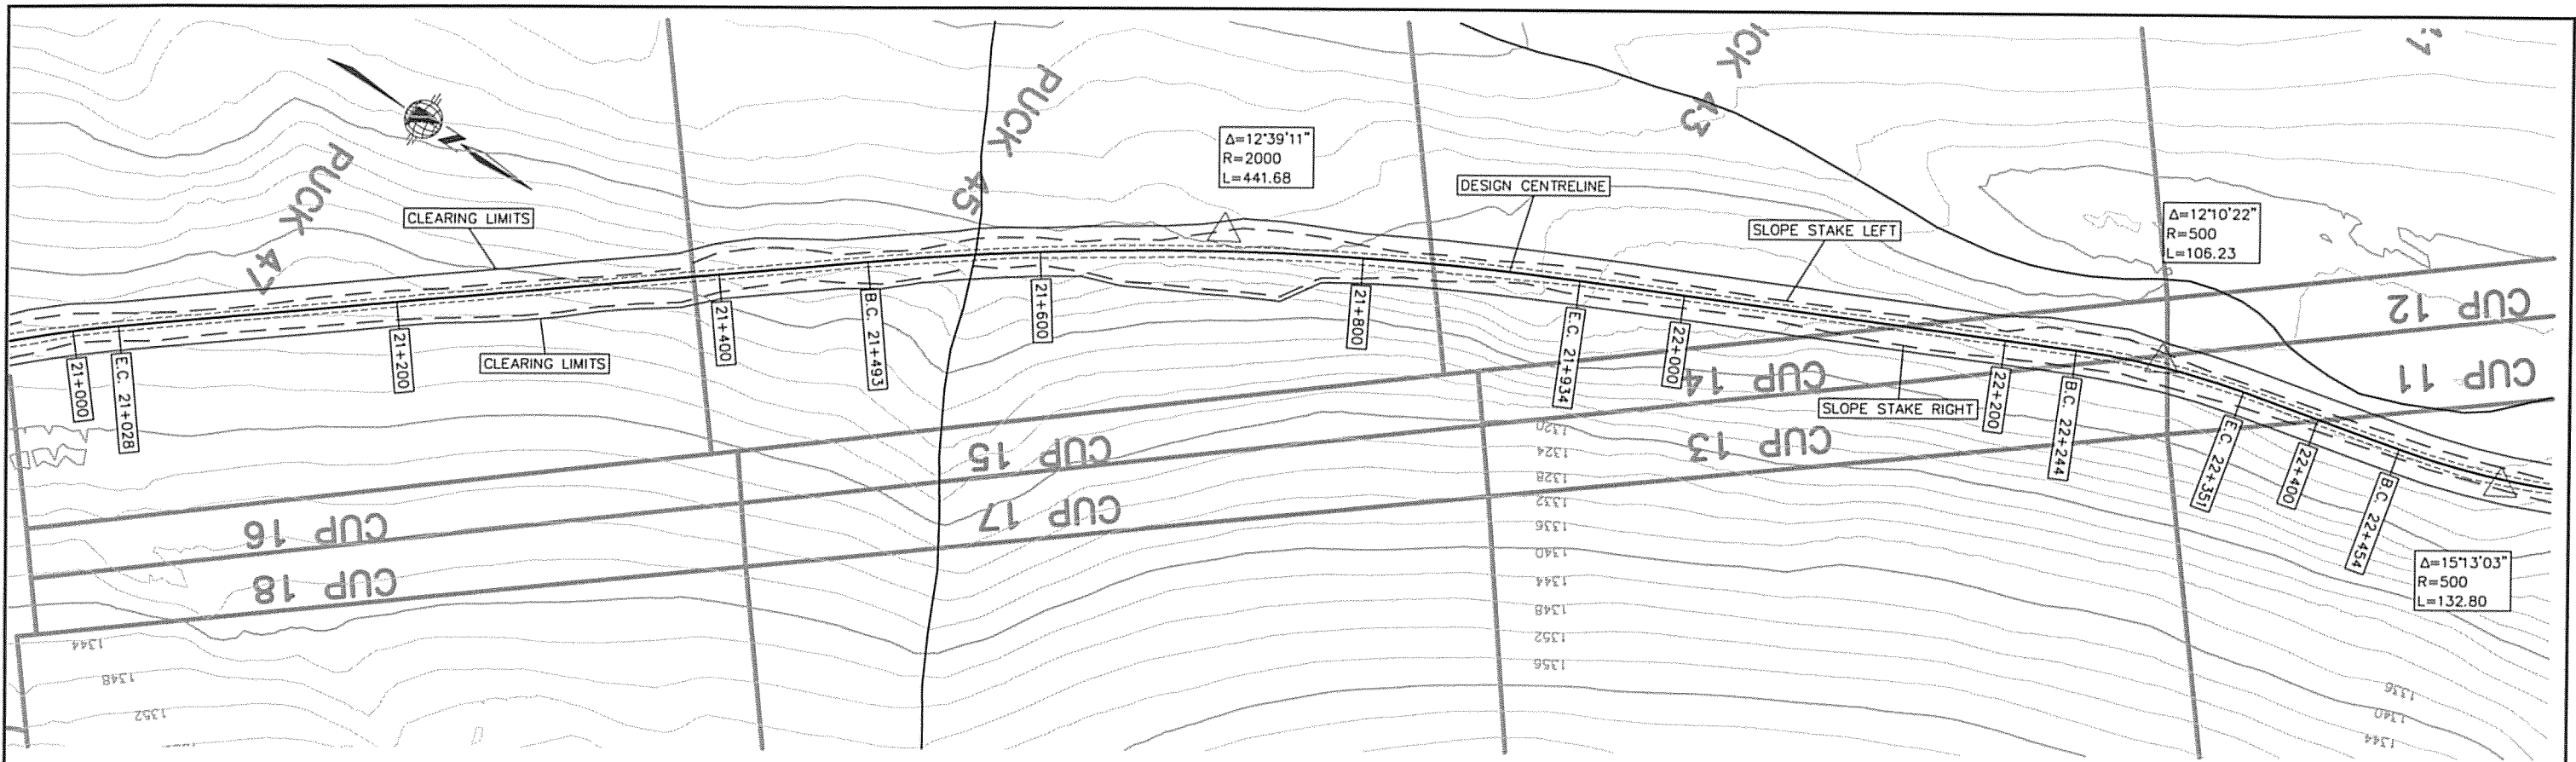 PUCK
47
PUCK
45
ICK
43
N
CLEARING LIMITS
CLEARING LIMITS
Δ=12°39'11"
R=2000
L=441.68
DESIGN CENTRELINE
SLOPE STAKE LEFT
Δ=12°10'22"
R=500
L=106.23
SLOPE STAKE RIGHT
Δ=15°13'03"
R=500
L=132.80
21+000
E.C. 21+028
21+200
21+400
B.C. 21+493
21+600
21+800
E.C. 21+934
22+000
22+200
B.C. 22+244
E.C. 22+351
22+400
B.C. 22+454
CUP 12
CUP 11
CUP 14
CUP 13
CUP 15
CUP 17
CUP 16
CUP 18
1320
1324
1328
1332
1336
1340
1344
1348
1352
1356
1344
1348
1352
1336
1340
1344